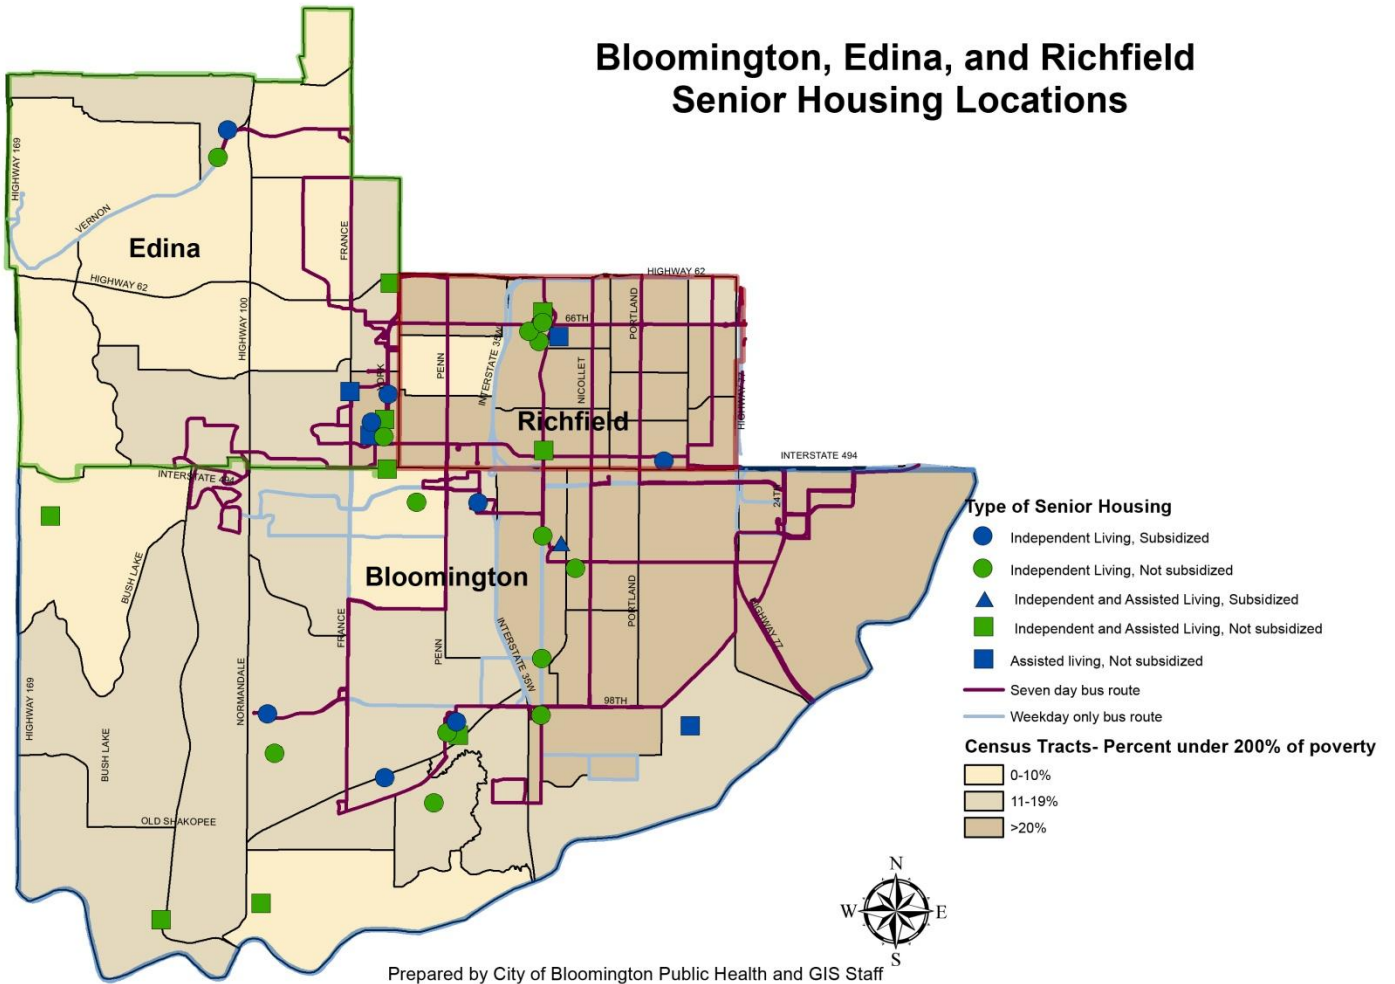 Bloomington, Edina, and Richfield
Senior Housing Locations
HIGHWAY 169
VERNON
Edina
FRANCE
HIGHWAY 62
HIGHWAY 100
HIGHWAY 62
66TH
PORTLAND
INTERSTATE 35W
PENN
NICOLLET
YORK
HIGHWAY 77
Richfield
INTERSTATE 494
INTERSTATE 494
24TH
Bloomington
BUSH LAKE
FRANCE
PENN
INTERSTATE 35W
PORTLAND
HIGHWAY 77
HIGHWAY 169
NORMANDALE
98TH
BUSH LAKE
OLD SHAKOPEE
Type of Senior Housing
Independent Living, Subsidized
Independent Living, Not subsidized
Independent and Assisted Living, Subsidized
Independent and Assisted Living, Not subsidized
Assisted living, Not subsidized
Seven day bus route
Weekday only bus route
Census Tracts- Percent under 200% of poverty
0-10%
11-19%
>20%
N
W E
S
Prepared by City of Bloomington Public Health and GIS Staff